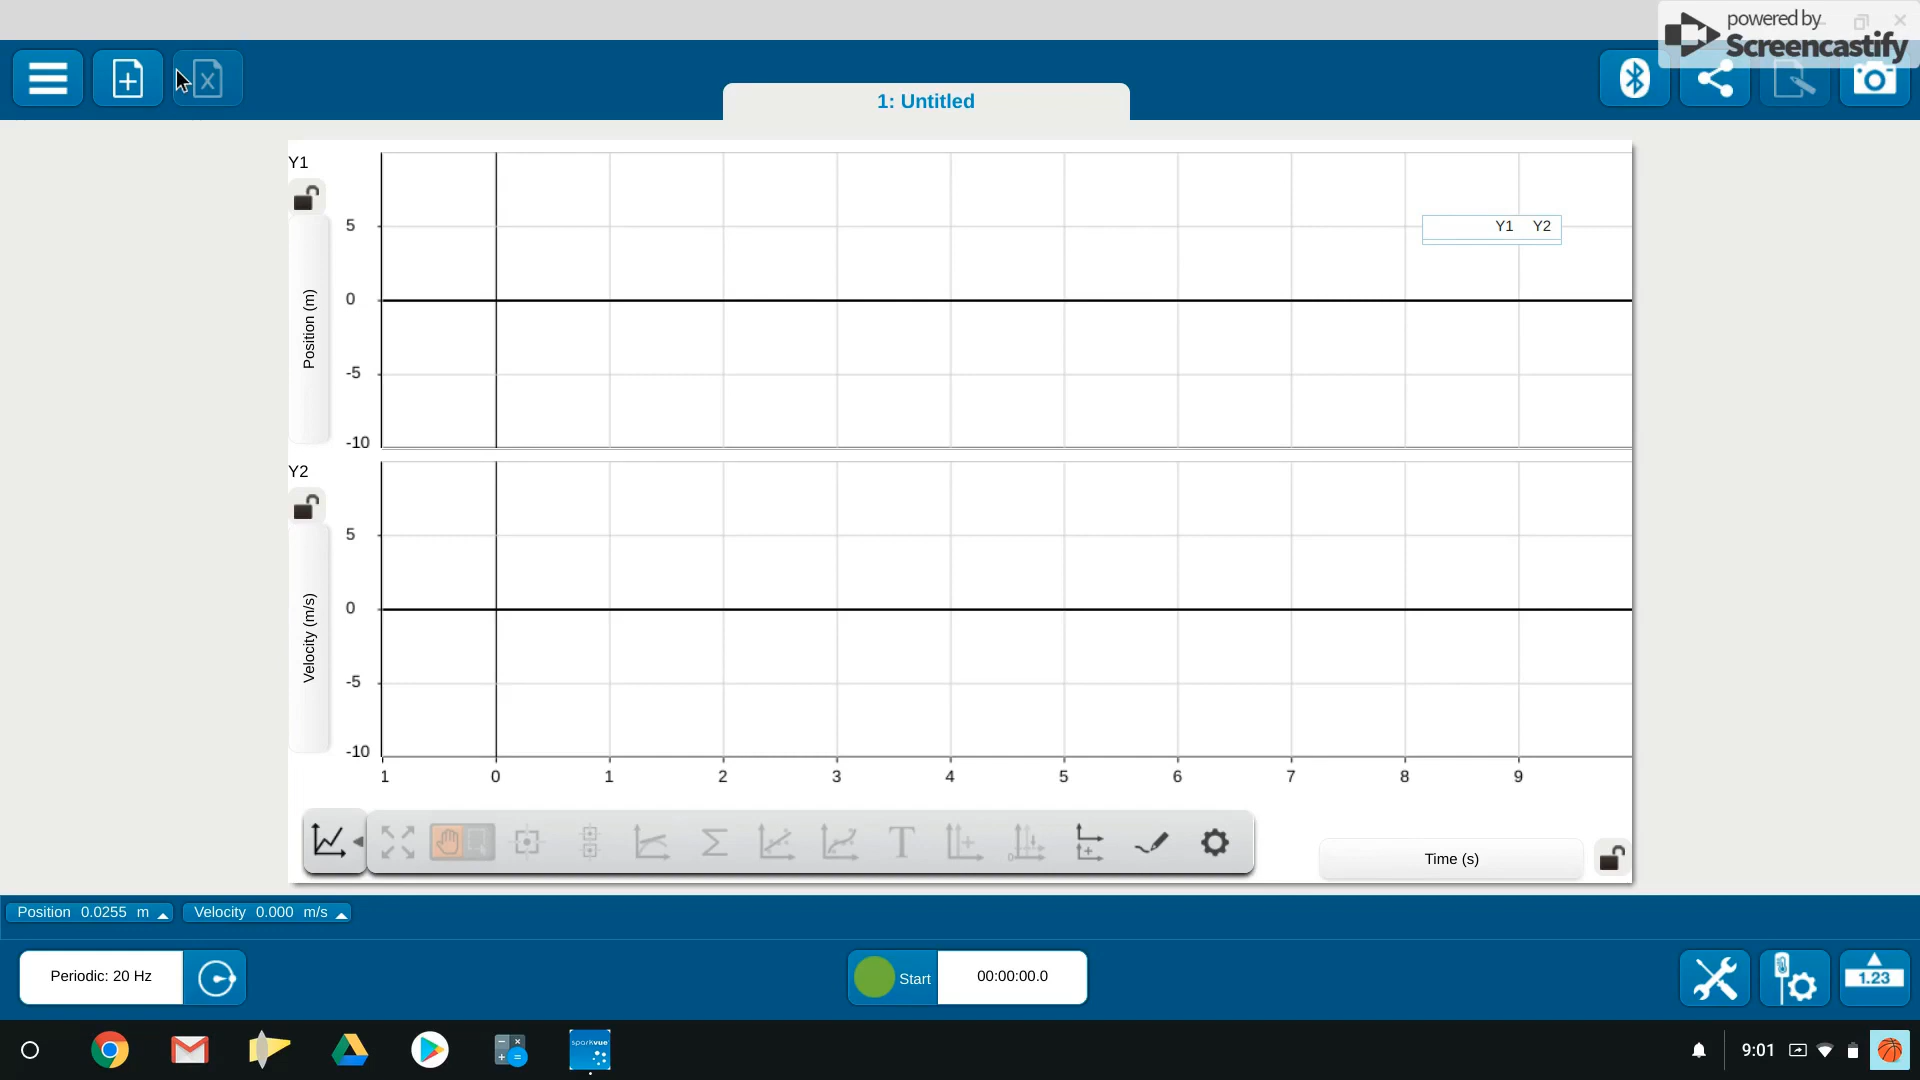 powered by
Screencastify
1: Untitled
Y1
5
0
-5
-10
Position (m)
Y1 Y2
Y2
5
0
-5
-10
Velocity (m/s)
1 0 1 2 3 4 5 6 7 8 9
Σ
T
Time (s)
Position 0.0255 m
Velocity 0.000 m/s
Periodic: 20 Hz
Start
00:00:00.0
1.23
sparkvue
9:01